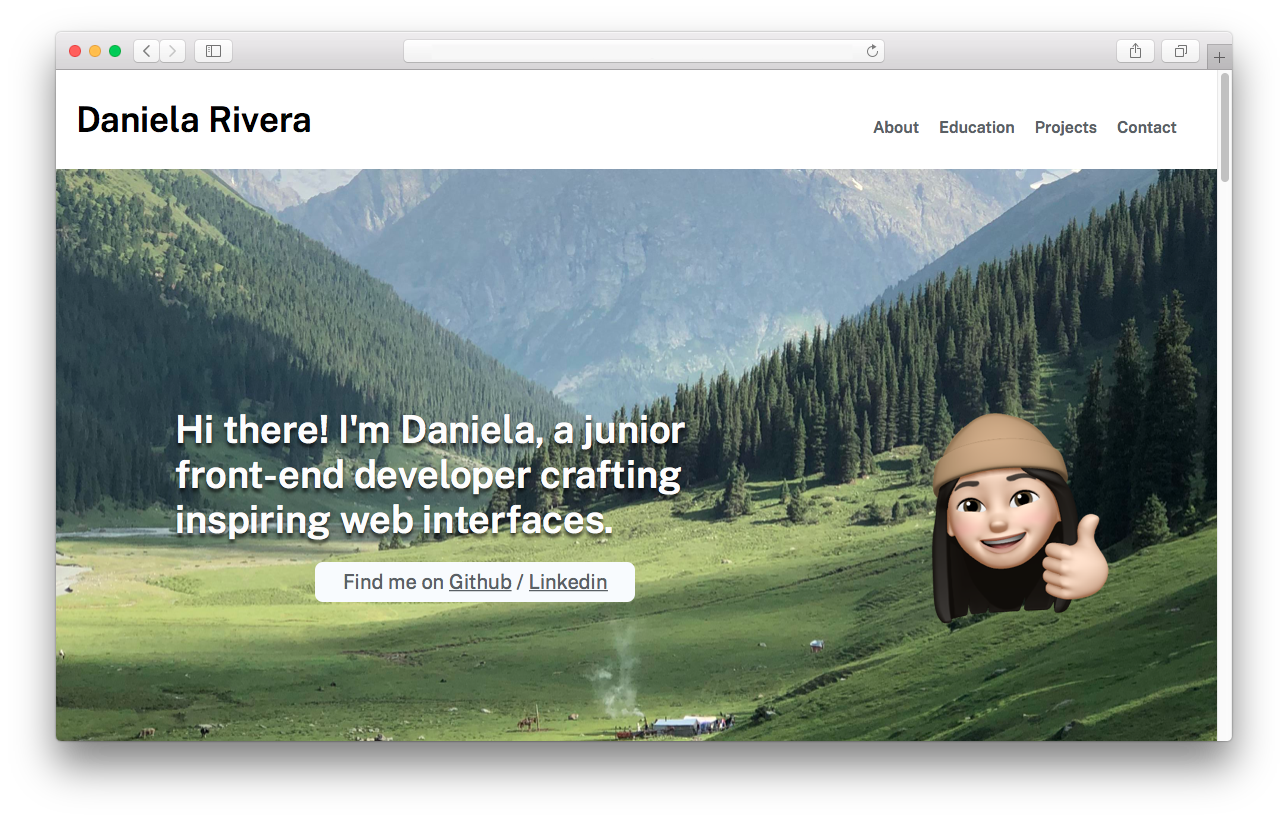 Daniela Rivera
About Education Projects Contact
Hi there! I'm Daniela, a junior
front-end developer crafting
inspiring web interfaces.
Find me on Github / Linkedin